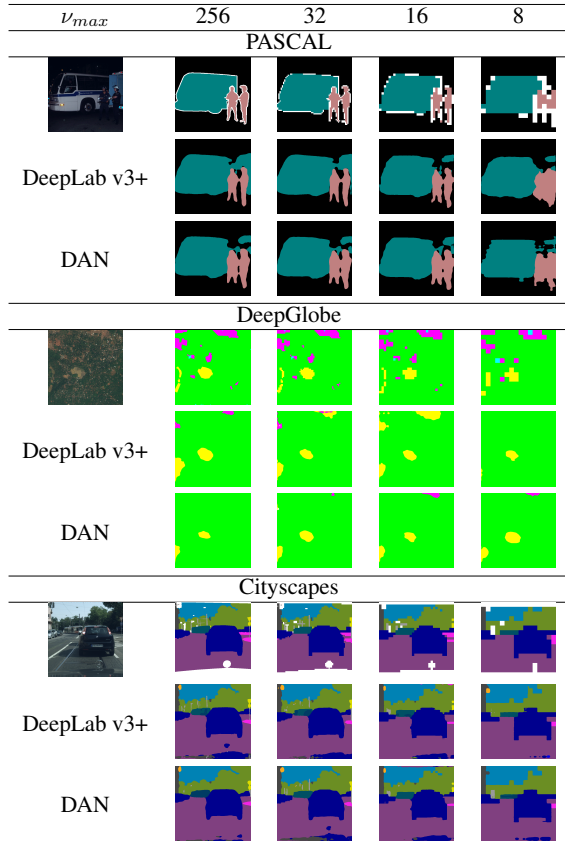 ν_max 256 32 16 8
PASCAL
DeepLab v3+
DAN
DeepGlobe
DeepLab v3+
DAN
Cityscapes
DeepLab v3+
DAN